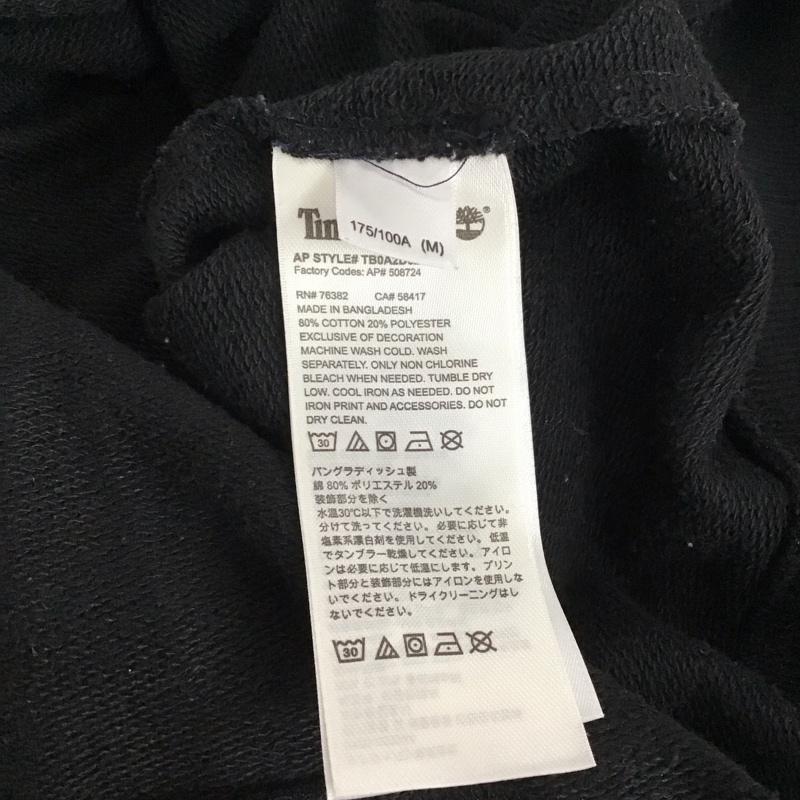 175/100A (M)
AP STYLE#
Factory Codes: AP# 508724
RN# 76382 CA# 58417
MADE IN BANGLADESH
80% COTTON 20% POLYESTER
EXCLUSIVE OF DECORATION
MACHINE WASH COLD. WASH
SEPARATELY. ONLY NON CHLORINE
BLEACH WHEN NEEDED. TUMBLE DRY
LOW. COOL IRON AS NEEDED. DO NOT
IRON PRINT AND ACCESSORIES. DO NOT
DRY CLEAN.
30
バングラディッシュ製
綿 80% ポリエステル 20%
装飾部分を除く
水温30℃以下で洗濯機洗いしてください。
分けて洗ってください。 必要に応じて非
塩素系漂白剤を使用してください。 低温
でタンブラー乾燥してください。 アイロ
ンは必要に応じて低温にします。 プリン
ト部分と装飾部分にはアイロンを使用しな
いでください。 ドライクリーニングはし
ないでください。
30